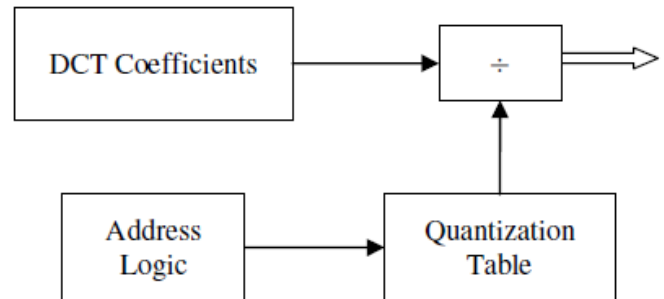 DCT Coefficients
÷
Address
Logic
Quantization
Table